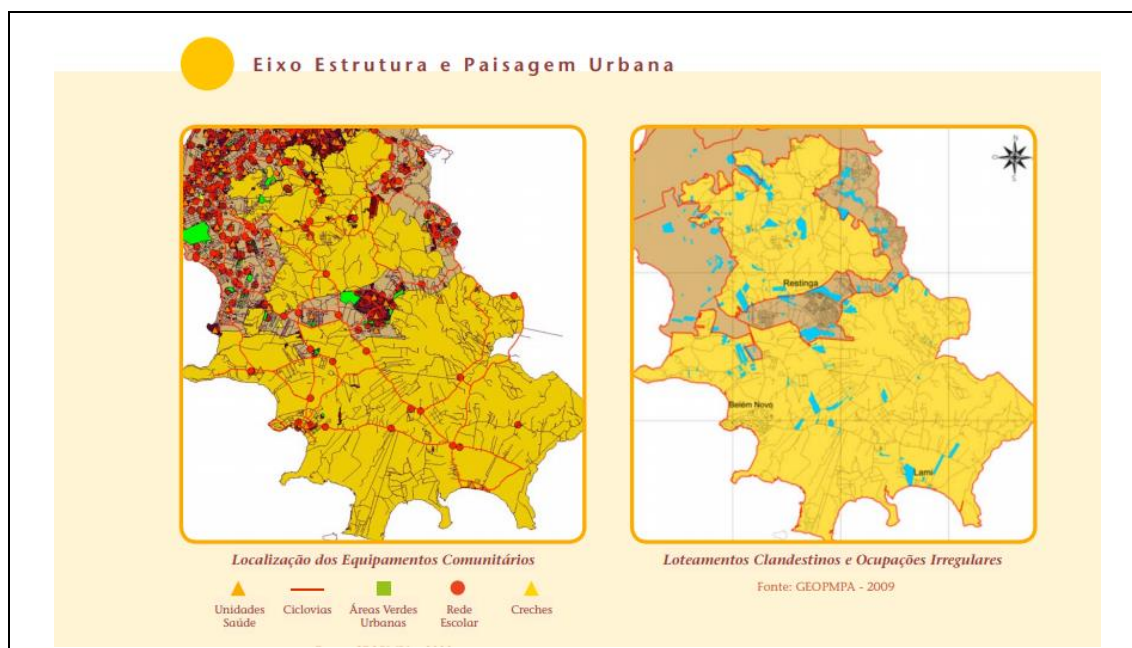 Eixo Estrutura e Paisagem Urbana
Restinga
Belém Novo
Lami
N
S
Localização dos Equipamentos Comunitários
Unidades
Saúde
Ciclovias
Áreas Verdes
Urbanas
Rede
Escolar
Creches
Loteamentos Clandestinos e Ocupações Irregulares
Fonte: GEOPMPA - 2009